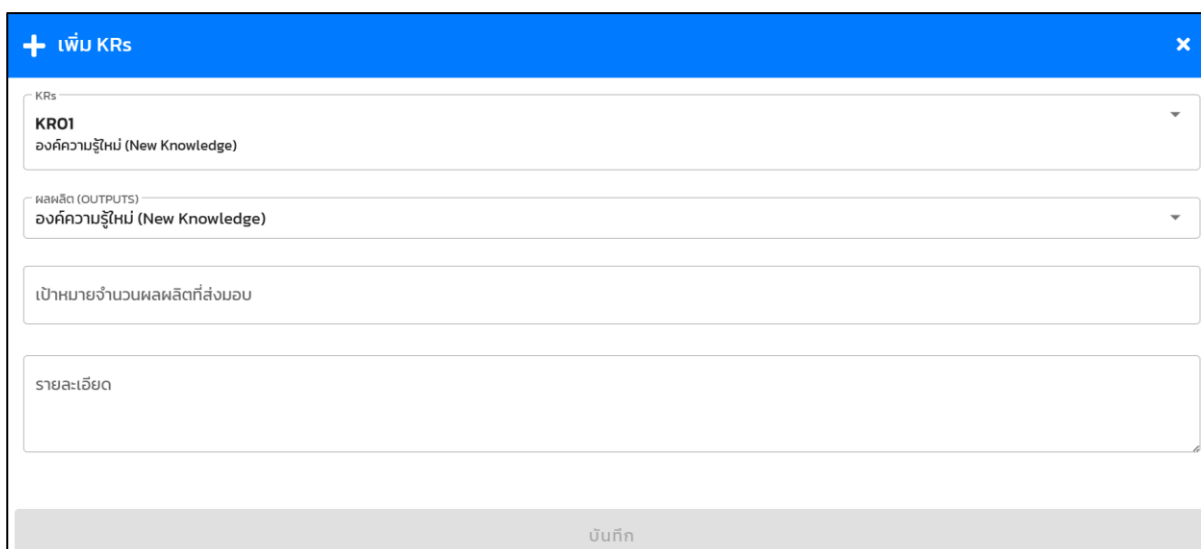 เพิ่ม KRs
KRs
KR01
องค์ความรู้ใหม่ (New Knowledge)
ผลผลิต (OUTPUTS)
องค์ความรู้ใหม่ (New Knowledge)
เป้าหมายจำนวนผลผลิตที่ส่งมอบ
รายละเอียด
บันทึก